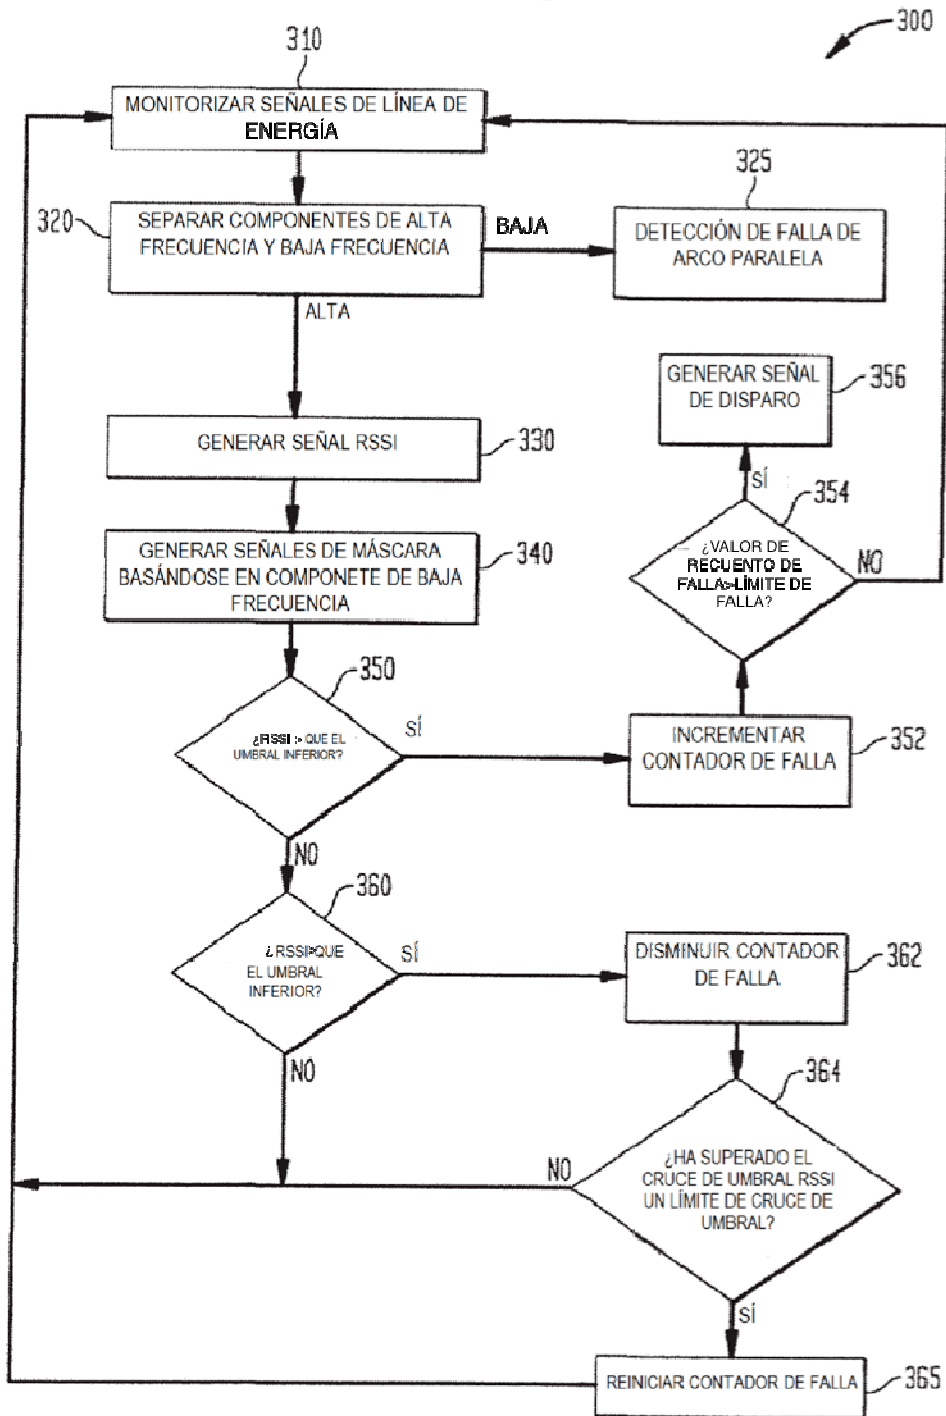 300
310
MONITORIZAR SEÑALES DE LÍNEA DE
ENERGÍA
320
SEPARAR COMPONENTES DE ALTA
FRECUENCIA Y BAJA FRECUENCIA
BAJA
325
DETECCIÓN DE FALLA DE
ARCO PARALELA
ALTA
GENERAR SEÑAL
DE DISPARO
356
GENERAR SEÑAL RSSI
330
SÍ
354
¿VALOR DE
RECUENTO DE
FALLA>LÍMITE DE
FALLA?
NO
GENERAR SEÑALES DE MÁSCARA
BASÁNDOSE EN COMPONETE DE BAJA
FRECUENCIA
340
350
¿RSSI > QUE EL
UMBRAL INFERIOR?
SÍ
INCREMENTAR
CONTADOR DE FALLA
352
NO
360
¿RSSI>QUE
EL UMBRAL
INFERIOR?
SÍ
DISMINUIR CONTADOR
DE FALLA
362
NO
364
¿HA SUPERADO EL
CRUCE DE UMBRAL RSSI
UN LÍMITE DE CRUCE DE
UMBRAL?
NO
SÍ
REINICIAR CONTADOR DE FALLA
365